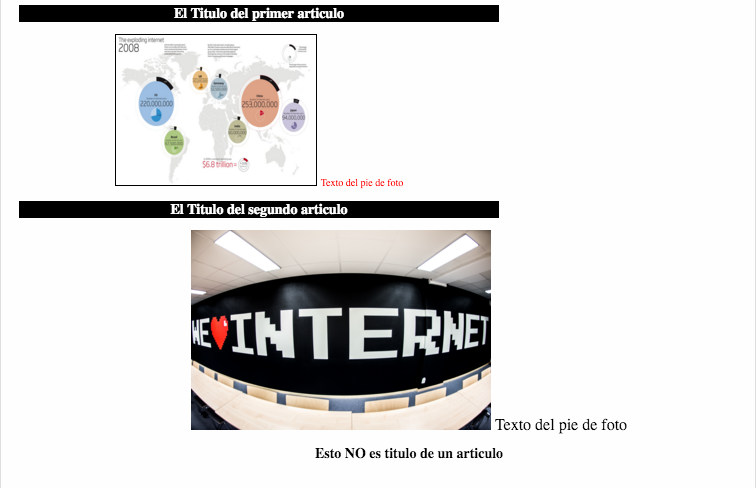 El Titulo del primer articulo
The exploding internet
2008
220,000,000
253,000,000
94,000,000
$6.8 trillion=
Texto del pie de foto
El Titulo del segundo articulo
WE ❤ INTERNET
Texto del pie de foto
Esto NO es titulo de un articulo